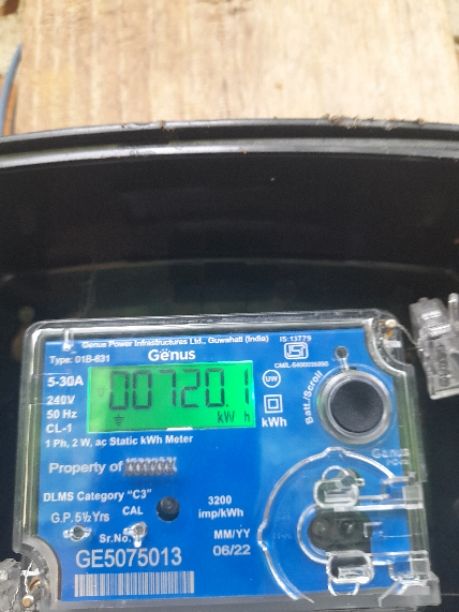 Genus Power Infrastructures Ltd., Guwahati (India)
IS:13779
Type: 01B-631
Genus
5-30A
240V
50 Hz
CL-1
00720.1
kW h
UW
kWh
Batt./Scroll
1 Ph, 2 W, ac Static kWh Meter
Property of
DLMS Category "C3"
G.P. 5½ Yrs
CAL
3200
imp/kWh
Sr.No.
MM/YY
06/22
GE5075013
Genus